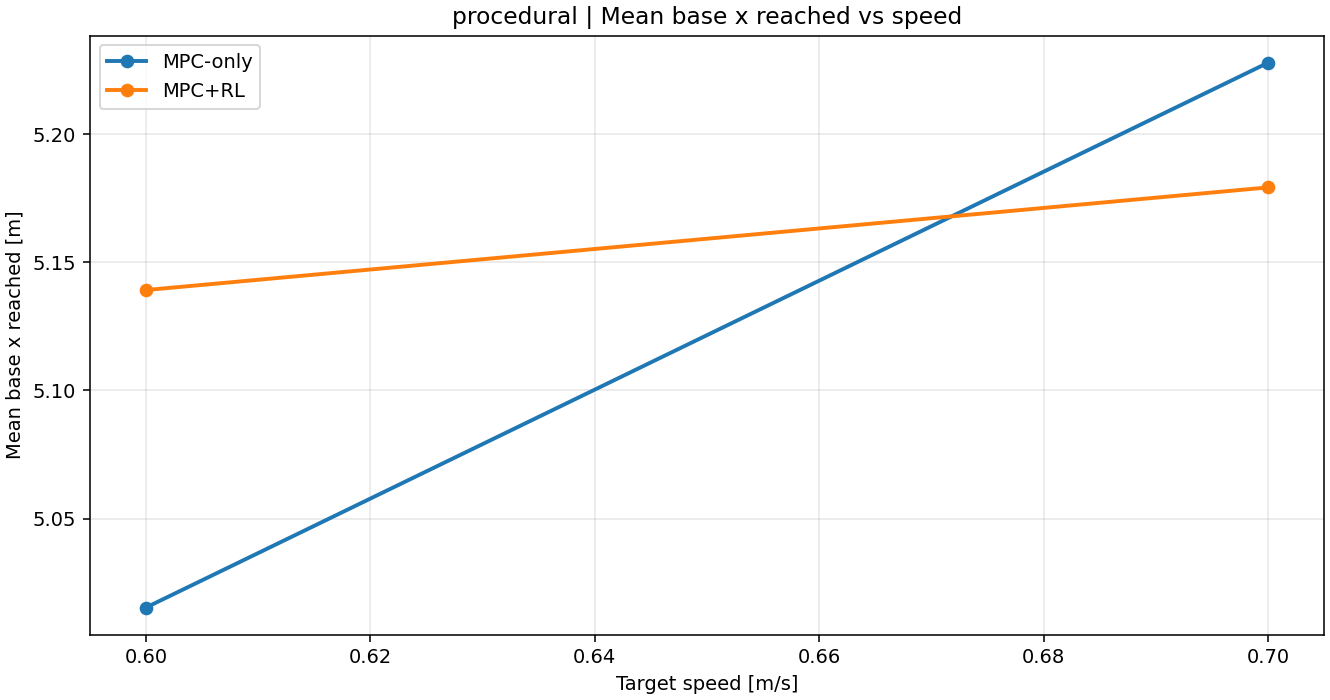 procedural | Mean base x reached vs speed
MPC-only
MPC+RL
Mean base x reached [m]
5.20
5.15
5.10
5.05
0.60 0.62 0.64 0.66 0.68 0.70
Target speed [m/s]